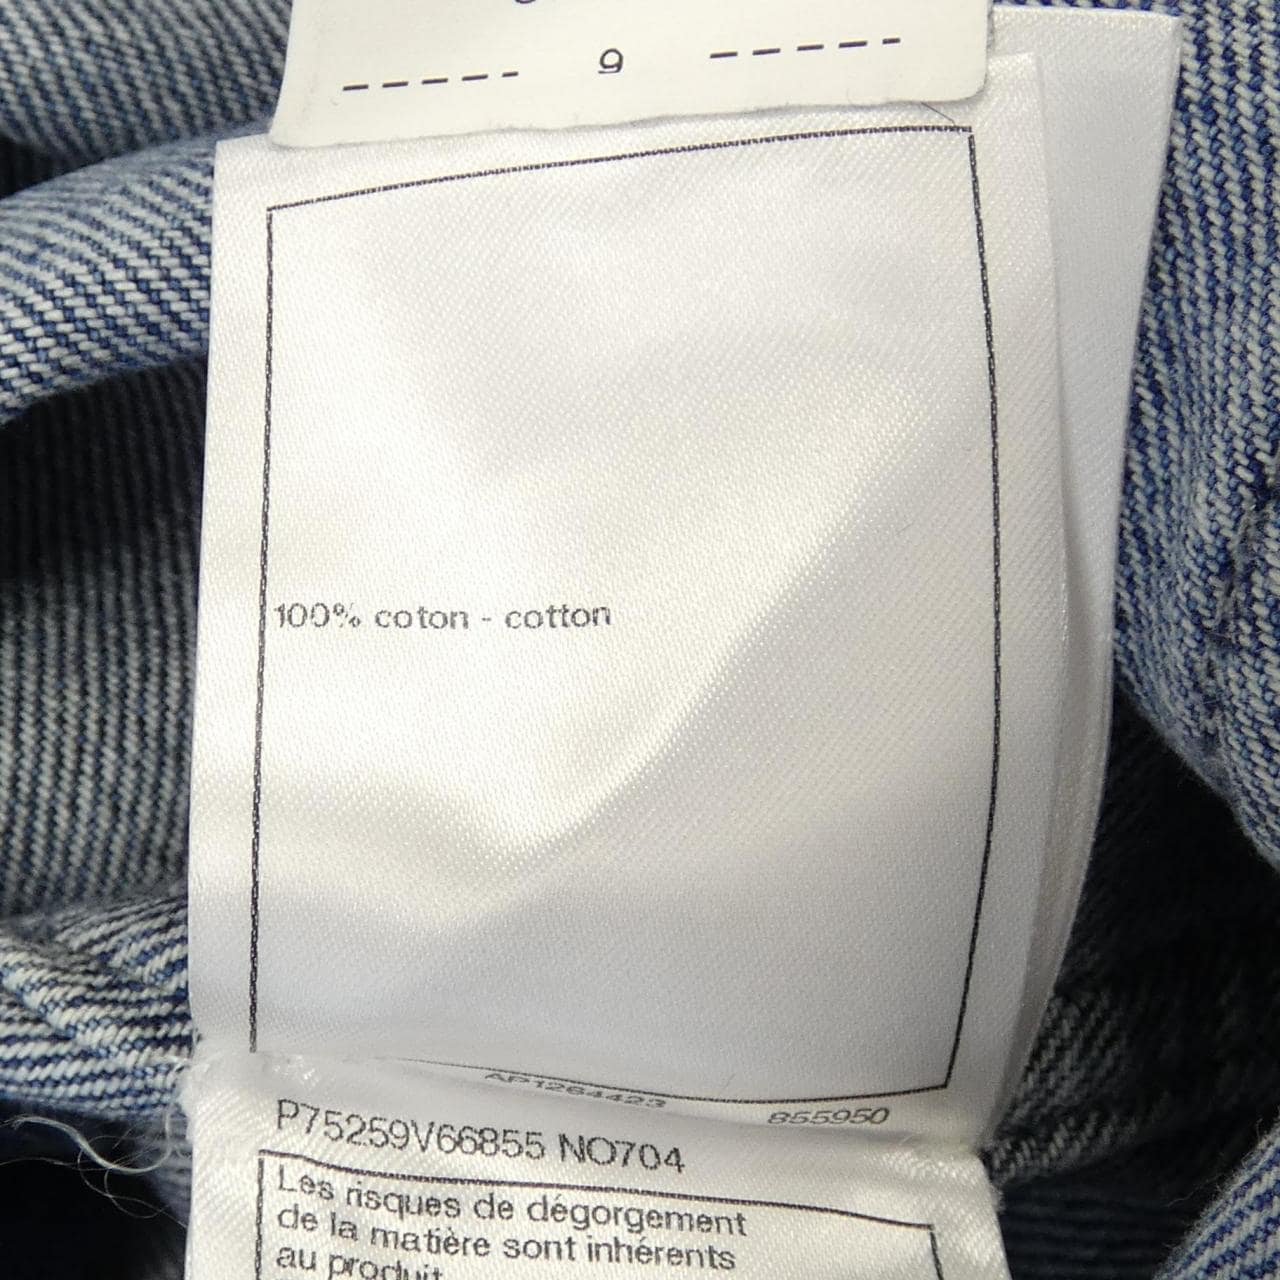 ----- 6 -----
100% coton - cotton
AP1264423 855950
P75259V66855 NO704
Les risques de dégorgement
de la matière sont inhérents
au produit